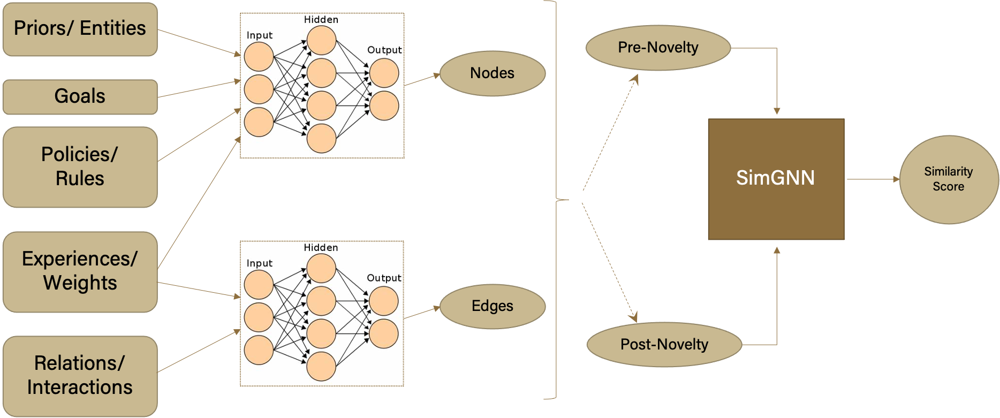 Priors/ Entities
Goals
Policies/
Rules
Experiences/
Weights
Relations/
Interactions
Hidden
Input
Output
Hidden
Input
Output
Nodes
Edges
Pre-Novelty
Post-Novelty
SimGNN
Similarity
Score